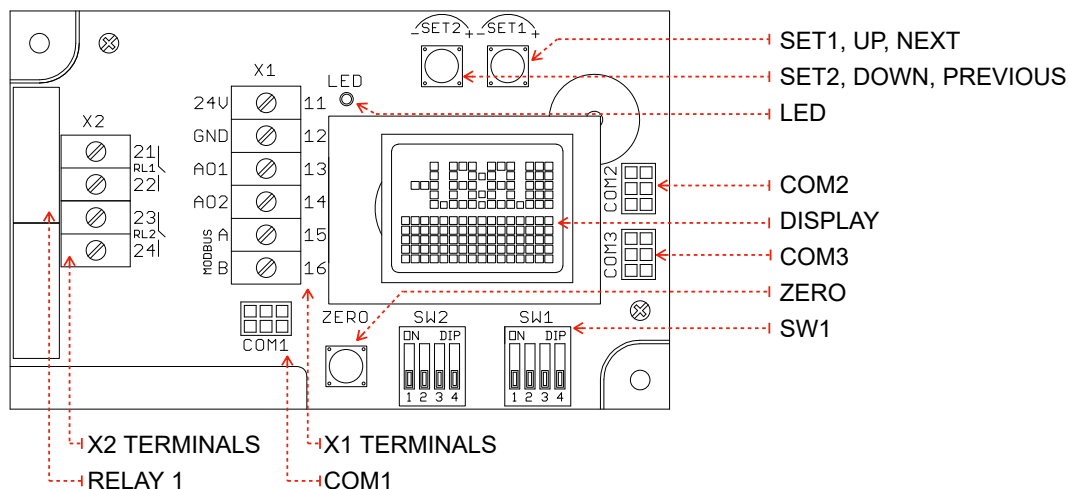 -SET2+ -SET1+
SET1, UP, NEXT
SET2, DOWN, PREVIOUS
LED
X1
LED
24V 11
GND 12
AO1 13
AO2 14
MODBUS A 15
B 16
X2
21
RL1
22
23
RL2
24
COM2
COM2
DISPLAY
COM3
COM3
ZERO
SW1
COM1
ZERO
SW2
ON DIP
1 2 3 4
SW1
ON DIP
1 2 3 4
X2 TERMINALS
X1 TERMINALS
RELAY 1
COM1